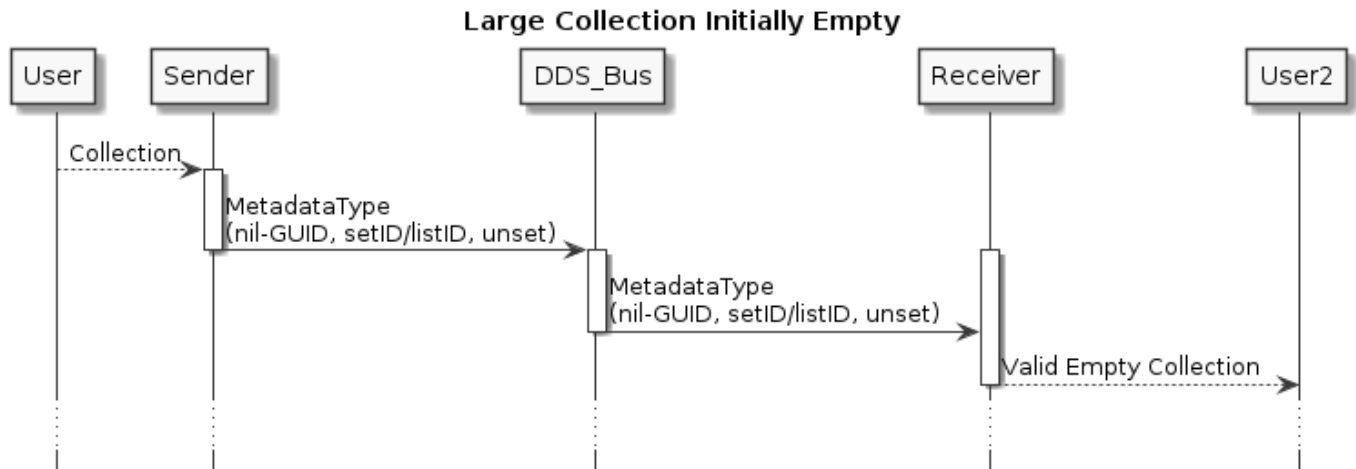 Large Collection Initially Empty
User
Sender
DDS_Bus
Receiver
User2
Collection
MetadataType
(nil-GUID, setID/listID, unset)
MetadataType
(nil-GUID, setID/listID, unset)
Valid Empty Collection